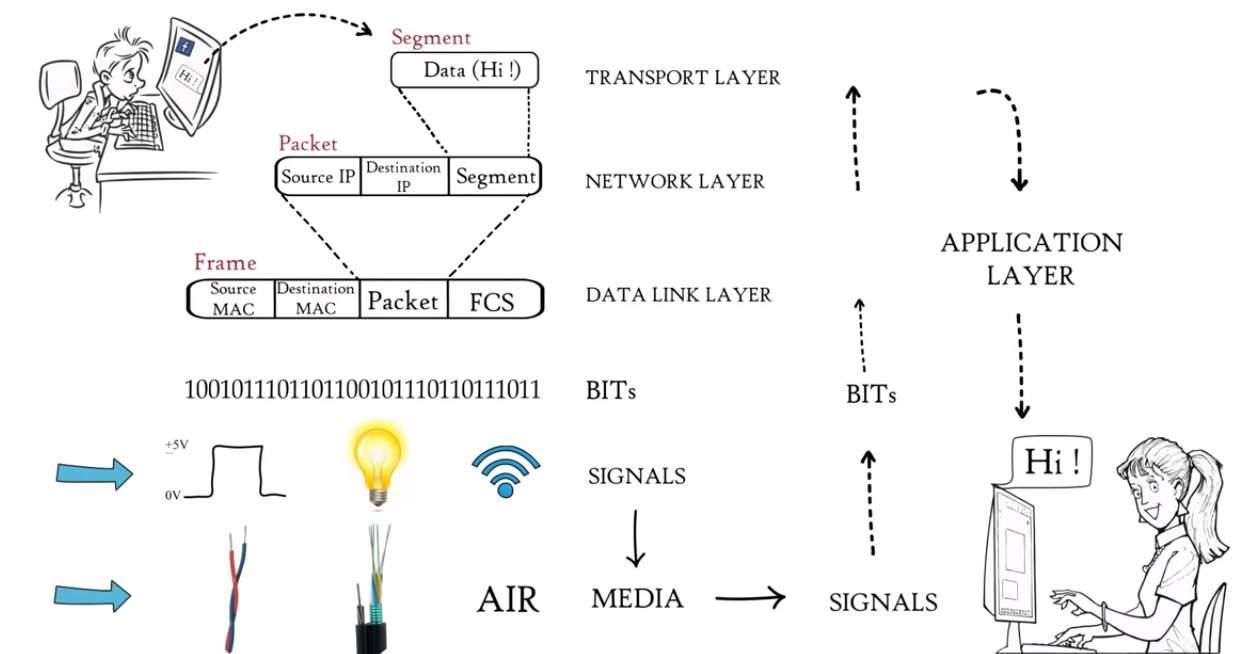 f
Hi !
Segment
Data (Hi !)
TRANSPORT LAYER
Packet
Source IP
Destination
IP
Segment
NETWORK LAYER
APPLICATION
LAYER
Frame
Source
MAC
Destination
MAC
Packet
FCS
DATA LINK LAYER
100101110110110010111011011011
BITs
BITs
+5V
0V
SIGNALS
Hi !
AIR
MEDIA
SIGNALS